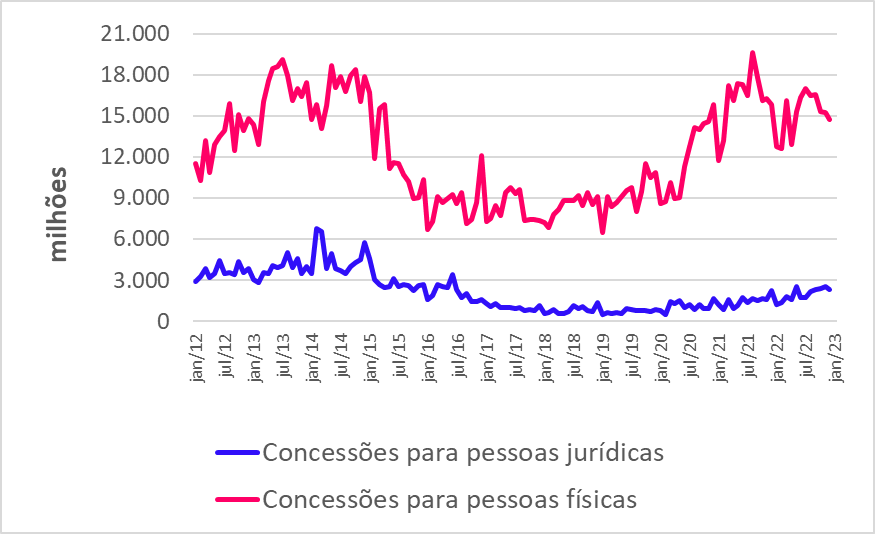 21.000
18.000
15.000
12.000
9.000
6.000
3.000
0
milhões
jan/12
jul/12
jan/13
jul/13
jan/14
jul/14
jan/15
jul/15
jan/16
jul/16
jan/17
jul/17
jan/18
jul/18
jan/19
jul/19
jan/20
jul/20
jan/21
jul/21
jan/22
jul/22
jan/23
Concessões para pessoas jurídicas
Concessões para pessoas físicas